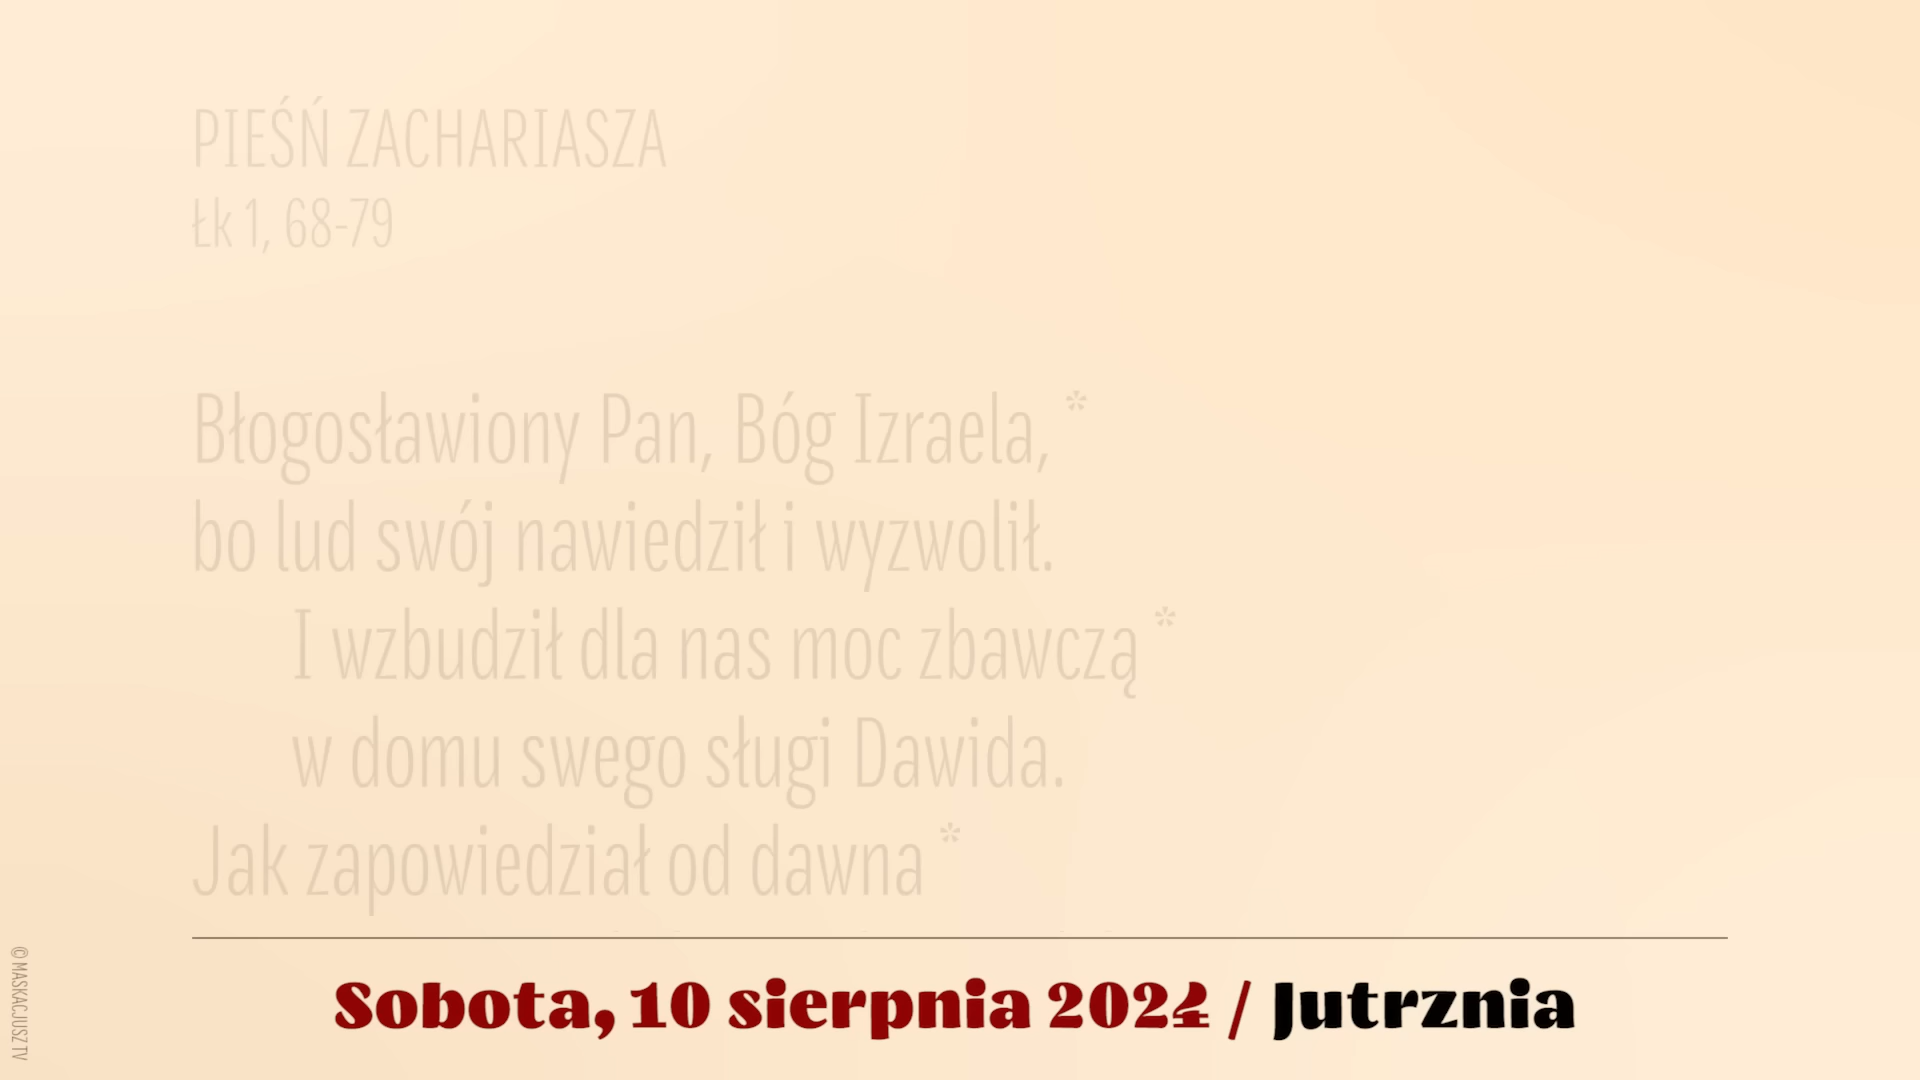 PIEŚŃ ZACHARIASZA
Łk 1, 68-79
Błogosławiony Pan, Bóg Izraela, *
bo lud swój nawiedził i wyzwolił.
I wzbudził dla nas moc zbawczą *
w domu swego sługi Dawida.
Jak zapowiedział od dawna *
Sobota, 10 sierpnia 2024 / Jutrznia
© MASKACJUSZ TV